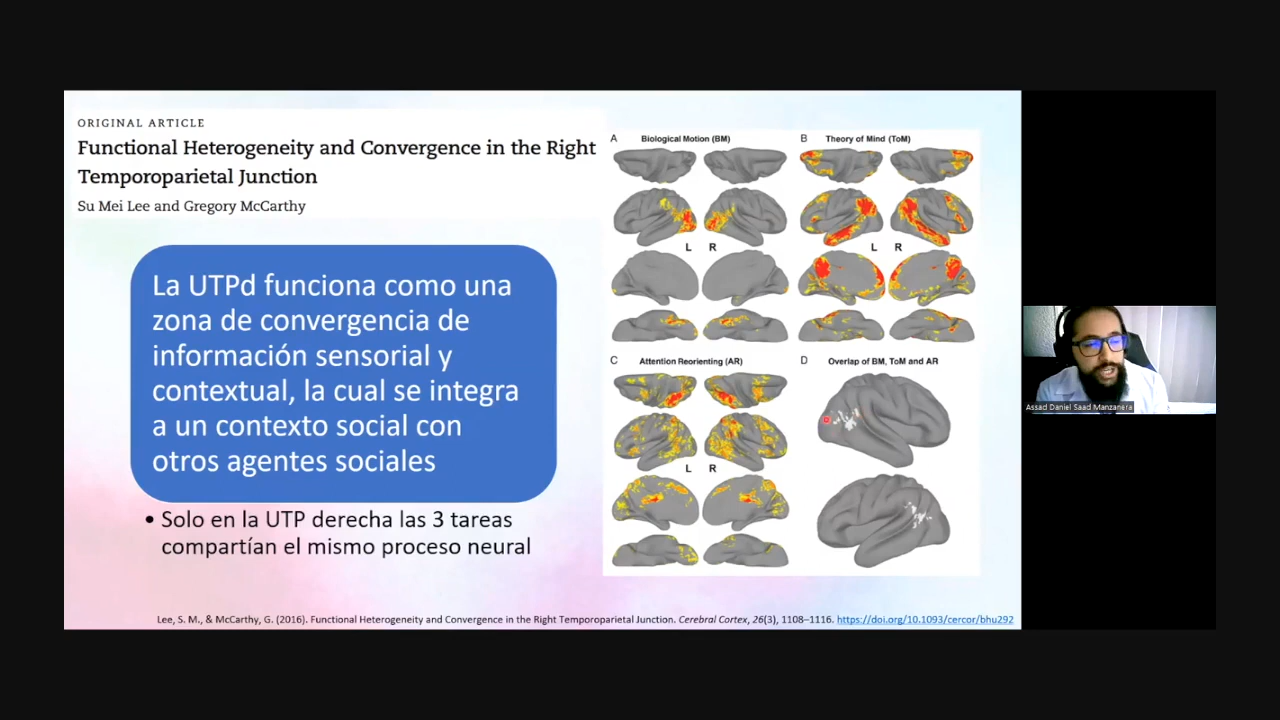 ORIGINAL ARTICLE
Functional Heterogeneity and Convergence in the Right
Temporoparietal Junction
Su Mei Lee and Gregory McCarthy
La UTPd funciona como una
zona de convergencia de
información sensorial y
contextual, la cual se integra
a un contexto social con
otros agentes sociales
• Solo en la UTP derecha las 3 tareas
compartían el mismo proceso neural
A Biological Motion (BM)
L R
B Theory of Mind (ToM)
L R
C Attention Reorienting (AR)
L R
D Overlap of BM, ToM and AR
Lee, S. M., & McCarthy, G. (2016). Functional Heterogeneity and Convergence in the Right Temporoparietal Junction. Cerebral Cortex, 26(3), 1108–1116. https://doi.org/10.1093/cercor/bhu292
Assad Daniel Saad Manzanera